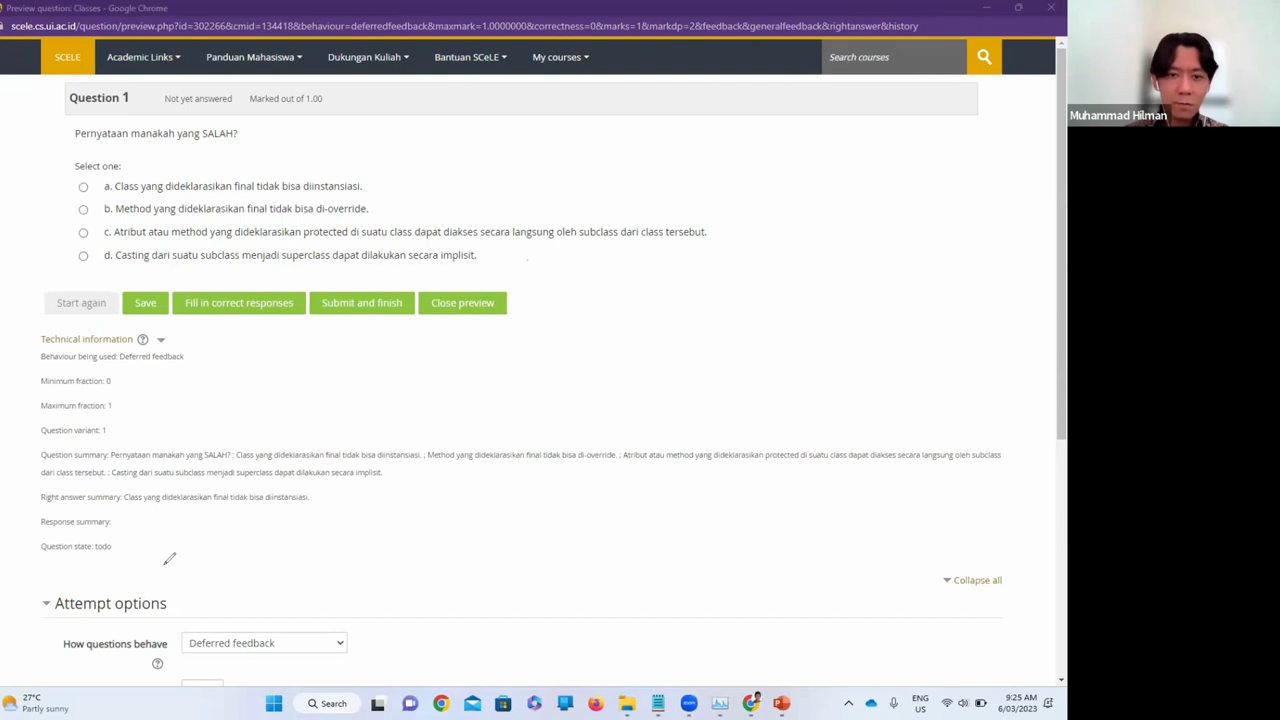 Preview question: Classes - Google Chrome
scele.cs.ui.ac.id/question/preview.php?id=302266&cmid=134418&behaviour=deferredfeedback&maxmark=1.0000000&correctness=0&marks=1&markdp=2&feedback&generalfeedback&rightanswer&history
SCELE Academic Links Panduan Mahasiswa Dukungan Kuliah Bantuan SCeLE My courses Search courses
Muhammad Hilman
Question 1 Not yet answered Marked out of 1.00
Pernyataan manakah yang SALAH?
Select one:
a. Class yang dideklarasikan final tidak bisa diinstansiasi.
b. Method yang dideklarasikan final tidak bisa di-override.
c. Atribut atau method yang dideklarasikan protected di suatu class dapat diakses secara langsung oleh subclass dari class tersebut.
d. Casting dari suatu subclass menjadi superclass dapat dilakukan secara implisit.
Start again Save Fill in correct responses Submit and finish Close preview
Technical information
Behaviour being used: Deferred feedback
Minimum fraction: 0
Maximum fraction: 1
Question variant: 1
Question summary: Pernyataan manakah yang SALAH? : Class yang dideklarasikan final tidak bisa diinstansiasi. ; Method yang dideklarasikan final tidak bisa di-override. ; Atribut atau method yang dideklarasikan protected di suatu class dapat diakses secara langsung oleh subclass
dari class tersebut. ; Casting dari suatu subclass menjadi superclass dapat dilakukan secara implisit.
Right answer summary: Class yang dideklarasikan final tidak bisa diinstansiasi.
Response summary:
Question state: todo
Collapse all
Attempt options
How questions behave Deferred feedback
27°C
Partly sunny
Search
ENG
US
9:25 AM
6/03/2023